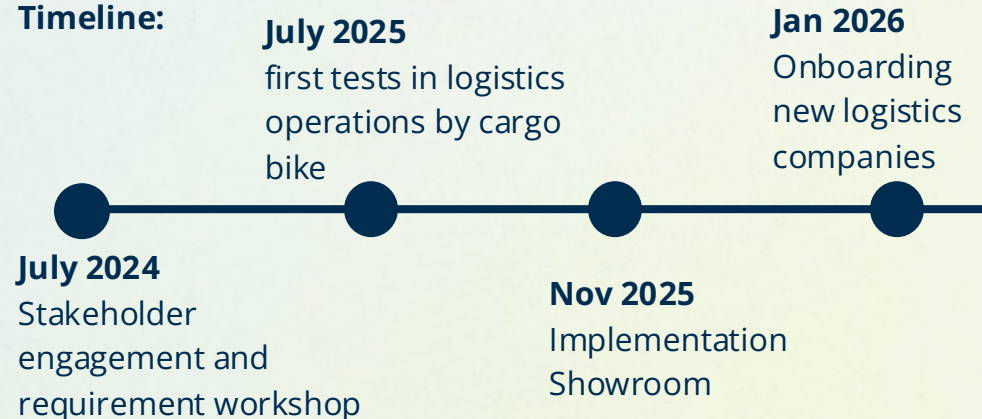 Timeline:
July 2025
first tests in logistics
operations by cargo
bike
Jan 2026
Onboarding
new logistics
companies
July 2024
Stakeholder
engagement and
requirement workshop
Nov 2025
Implementation
Showroom